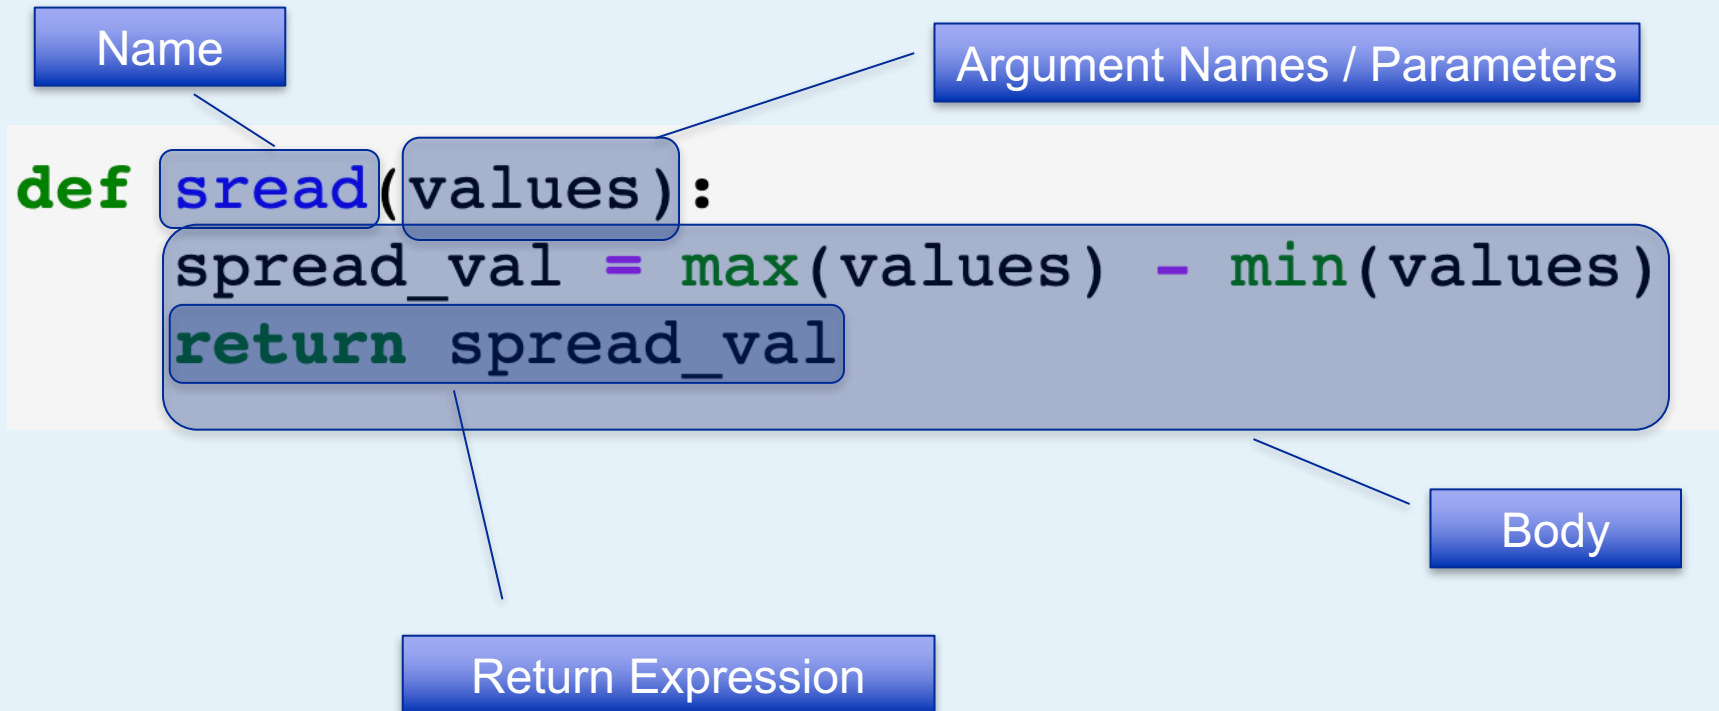 Name
Argument Names / Parameters
def sread(values):
    spread_val = max(values) - min(values)
    return spread_val
Body
Return Expression